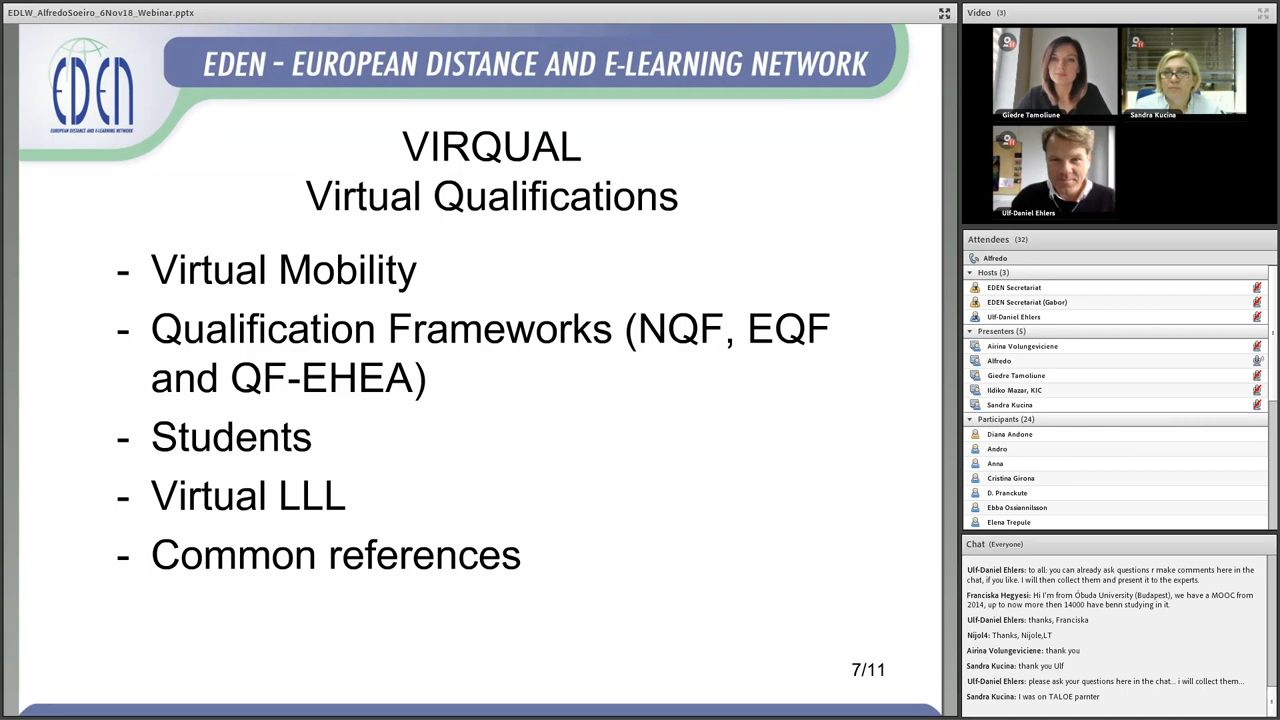 EDLW_AlfredoSoeiro_6Nov18_Webinar.pptx
EDEN
EUROPEAN DISTANCE AND E-LEARNING NETWORK
EDEN - EUROPEAN DISTANCE AND E-LEARNING NETWORK
VIRQUAL
Virtual Qualifications
- Virtual Mobility
- Qualification Frameworks (NQF, EQF
and QF-EHEA)
- Students
- Virtual LLL
- Common references
7/11
Video (3)
Giedre Tamoliune
Sandra Kucina
Ulf-Daniel Ehlers
Attendees (32)
Alfredo
Hosts (3)
EDEN Secretariat
EDEN Secretariat (Gabor)
Ulf-Daniel Ehlers
Presenters (5)
Airina Volungeviciene
Alfredo
Giedre Tamoliune
Ildiko Mazar, KIC
Sandra Kucina
Participants (24)
Diana Andone
Andro
Anna
Cristina Girona
D. Pranckute
Ebba Ossiannilsson
Elena Trepule
Chat (Everyone)
Ulf-Daniel Ehlers: to all: you can already ask questions r make comments here in the
chat, if you like. I will then collect them and present it to the experts.
Franciska Hegyesi: Hi I'm from Óbuda University (Budapest), we have a MOOC from
2014, up to now more then 14000 have benn studying in it.
Ulf-Daniel Ehlers: thanks, Franciska
Nijol4: Thanks, Nijole,LT
Airina Volungeviciene: thank you
Sandra Kucina: thank you Ulf
Ulf-Daniel Ehlers: please ask your questions here in the chat... i will collect them...
Sandra Kucina: I was on TALOE parnter